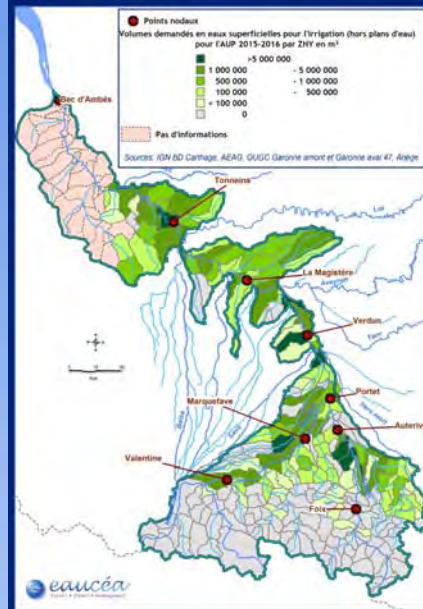 Points nodaux
Volumes demandés en eaux superficielles pour l'irrigation (hors plans d'eau)
pour l'AUP 2015-2016 par ZHY en m³
>5 000 000
1 000 000 - 5 000 000
500 000 - 1 000 000
100 000 - 500 000
< 100 000
0
Pas d'informations
Sources: IGN BD Carthage, AEAG, OUGC Garonne amont et Garonne aval 47, Ariège
Bec d'Ambès
Tonneins
Lot
La Magistère
Aveyron
Verdun
Tarn
Portet
Marquefave
Auterive
Valentine
Foix
eaucéa